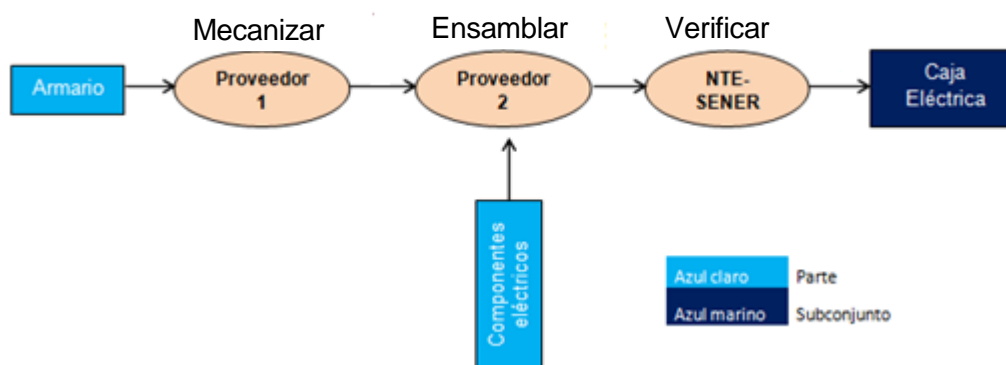 Mecanizar
Ensamblar
Verificar
Armario
Proveedor
1
Proveedor
2
NTE-
SENER
Caja
Eléctrica
Componentes
eléctricos
Azul claro Parte
Azul marino Subconjunto